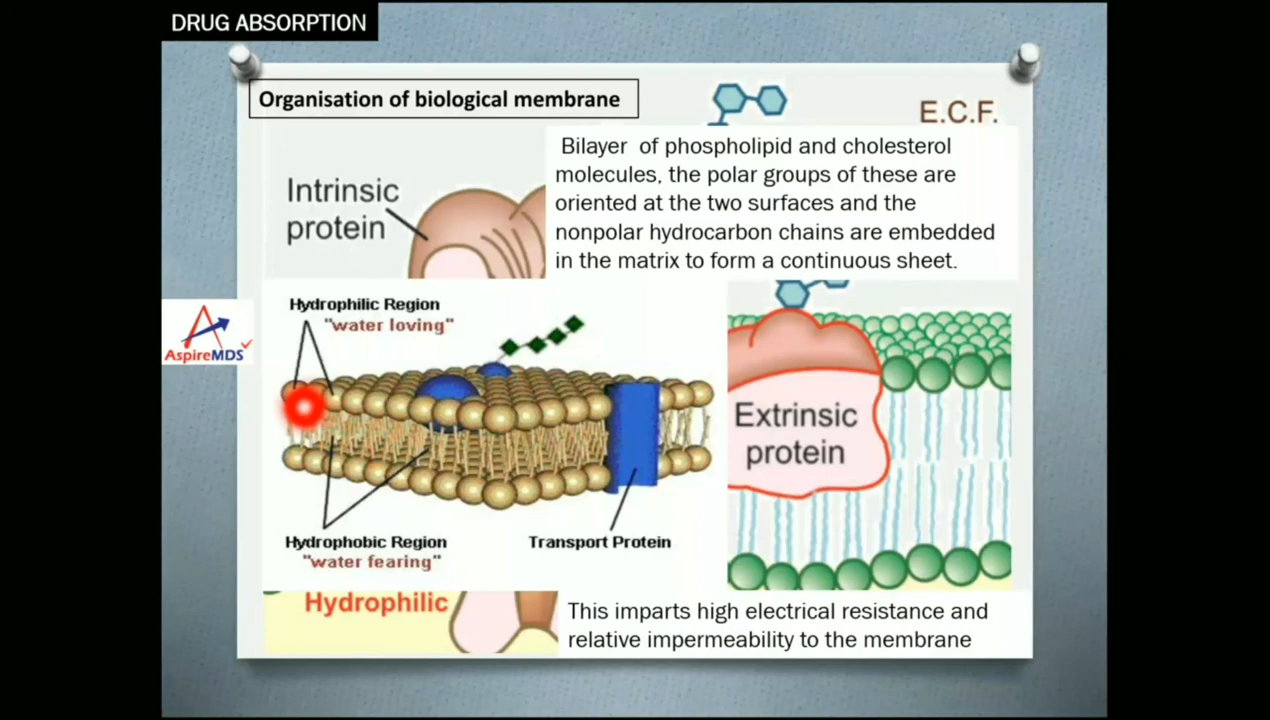 DRUG ABSORPTION
Organisation of biological membrane
E.C.F.
Bilayer of phospholipid and cholesterol
molecules, the polar groups of these are
oriented at the two surfaces and the
nonpolar hydrocarbon chains are embedded
in the matrix to form a continuous sheet.
Intrinsic
protein
Hydrophilic Region
"water loving"
AspireMDS
Extrinsic
protein
Hydrophobic Region
"water fearing"
Transport Protein
Hydrophilic
This imparts high electrical resistance and
relative impermeability to the membrane